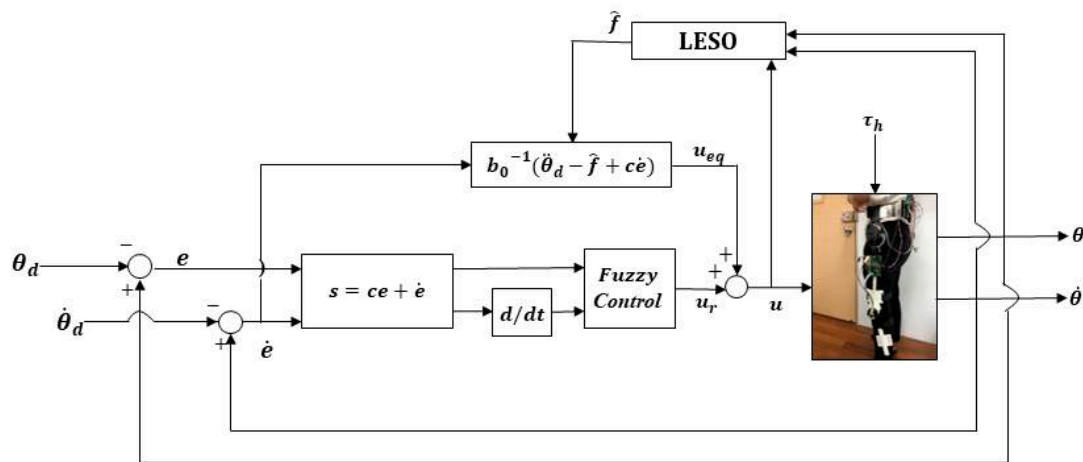 f̂
LESO
τ_h
b₀⁻¹(θ̈_d − f̂ + cė)
u_eq
−
+
+
θ
θ_d
e
+
s = ce + ė
Fuzzy
Control
−
θ̇_d
+
ė
d/dt
u_r
u
θ̇